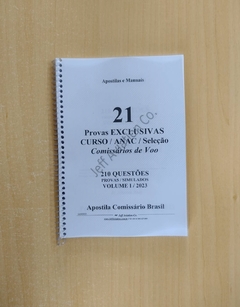 Apostilas e Manuais
21
Provas EXCLUSIVAS
CURSO / ANAC / Seleção
Comissários de Voo
210 QUESTÕES
PROVAS / SIMULADOS
VOLUME 1 / 2023
Apostila Comissário Brasil